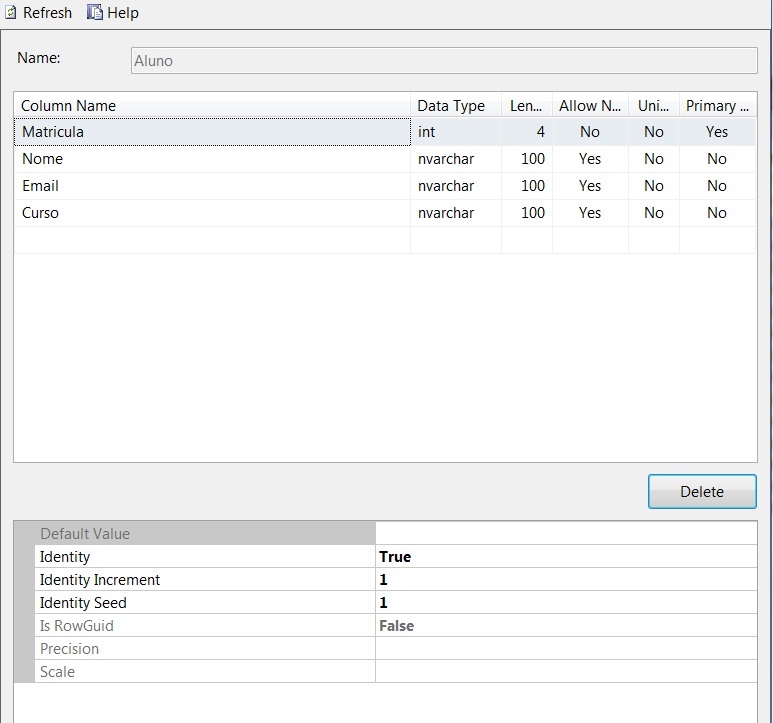 Refresh Help
Name: Aluno
Column Name Data Type Len... Allow N... Uni... Primary ...
Matricula int 4 No No Yes
Nome nvarchar 100 Yes No No
Email nvarchar 100 Yes No No
Curso nvarchar 100 Yes No No
Delete
Default Value
Identity True
Identity Increment 1
Identity Seed 1
Is RowGuid False
Precision
Scale